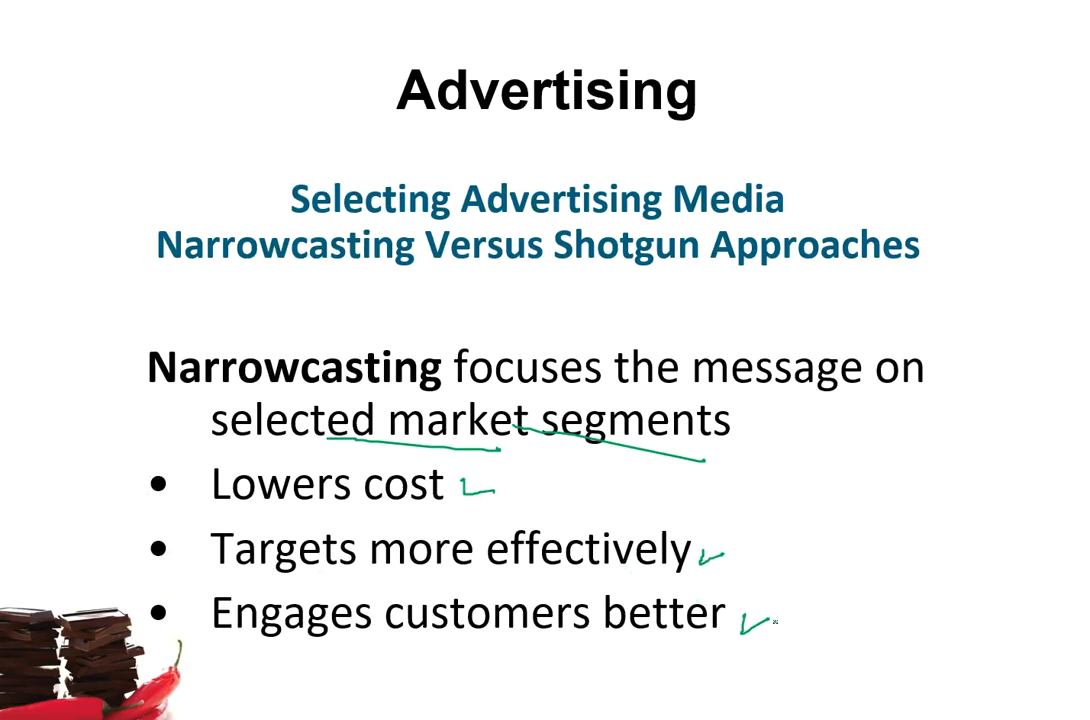 Advertising
Selecting Advertising Media
Narrowcasting Versus Shotgun Approaches
Narrowcasting focuses the message on
selected market segments
• Lowers cost
• Targets more effectively
• Engages customers better